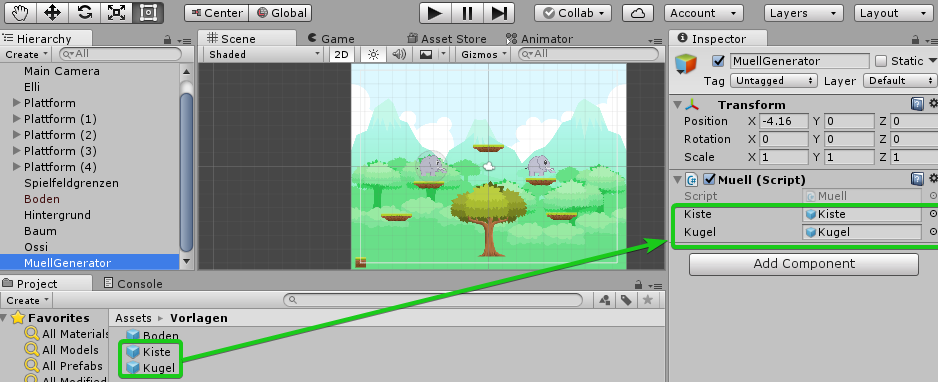 Center Global Collab Account Layers Layout
Hierarchy
Create All
Main Camera
Elli
Plattform
Plattform (1)
Plattform (2)
Plattform (3)
Plattform (4)
Spielfeldgrenzen
Boden
Hintergrund
Baum
Ossi
MuellGenerator
Scene Game Asset Store Animator
Shaded 2D Gizmos All
Inspector
MuellGenerator Static
Tag Untagged Layer Default
Transform
Position X -4.16 Y 0 Z 0
Rotation X 0 Y 0 Z 0
Scale X 1 Y 1 Z 1
Muell (Script)
Script Muell
Kiste Kiste
Kugel Kugel
Add Component
Project Console
Create
Favorites
All Materials
All Models
All Prefabs
Assets Vorlagen
Boden
Kiste
Kugel